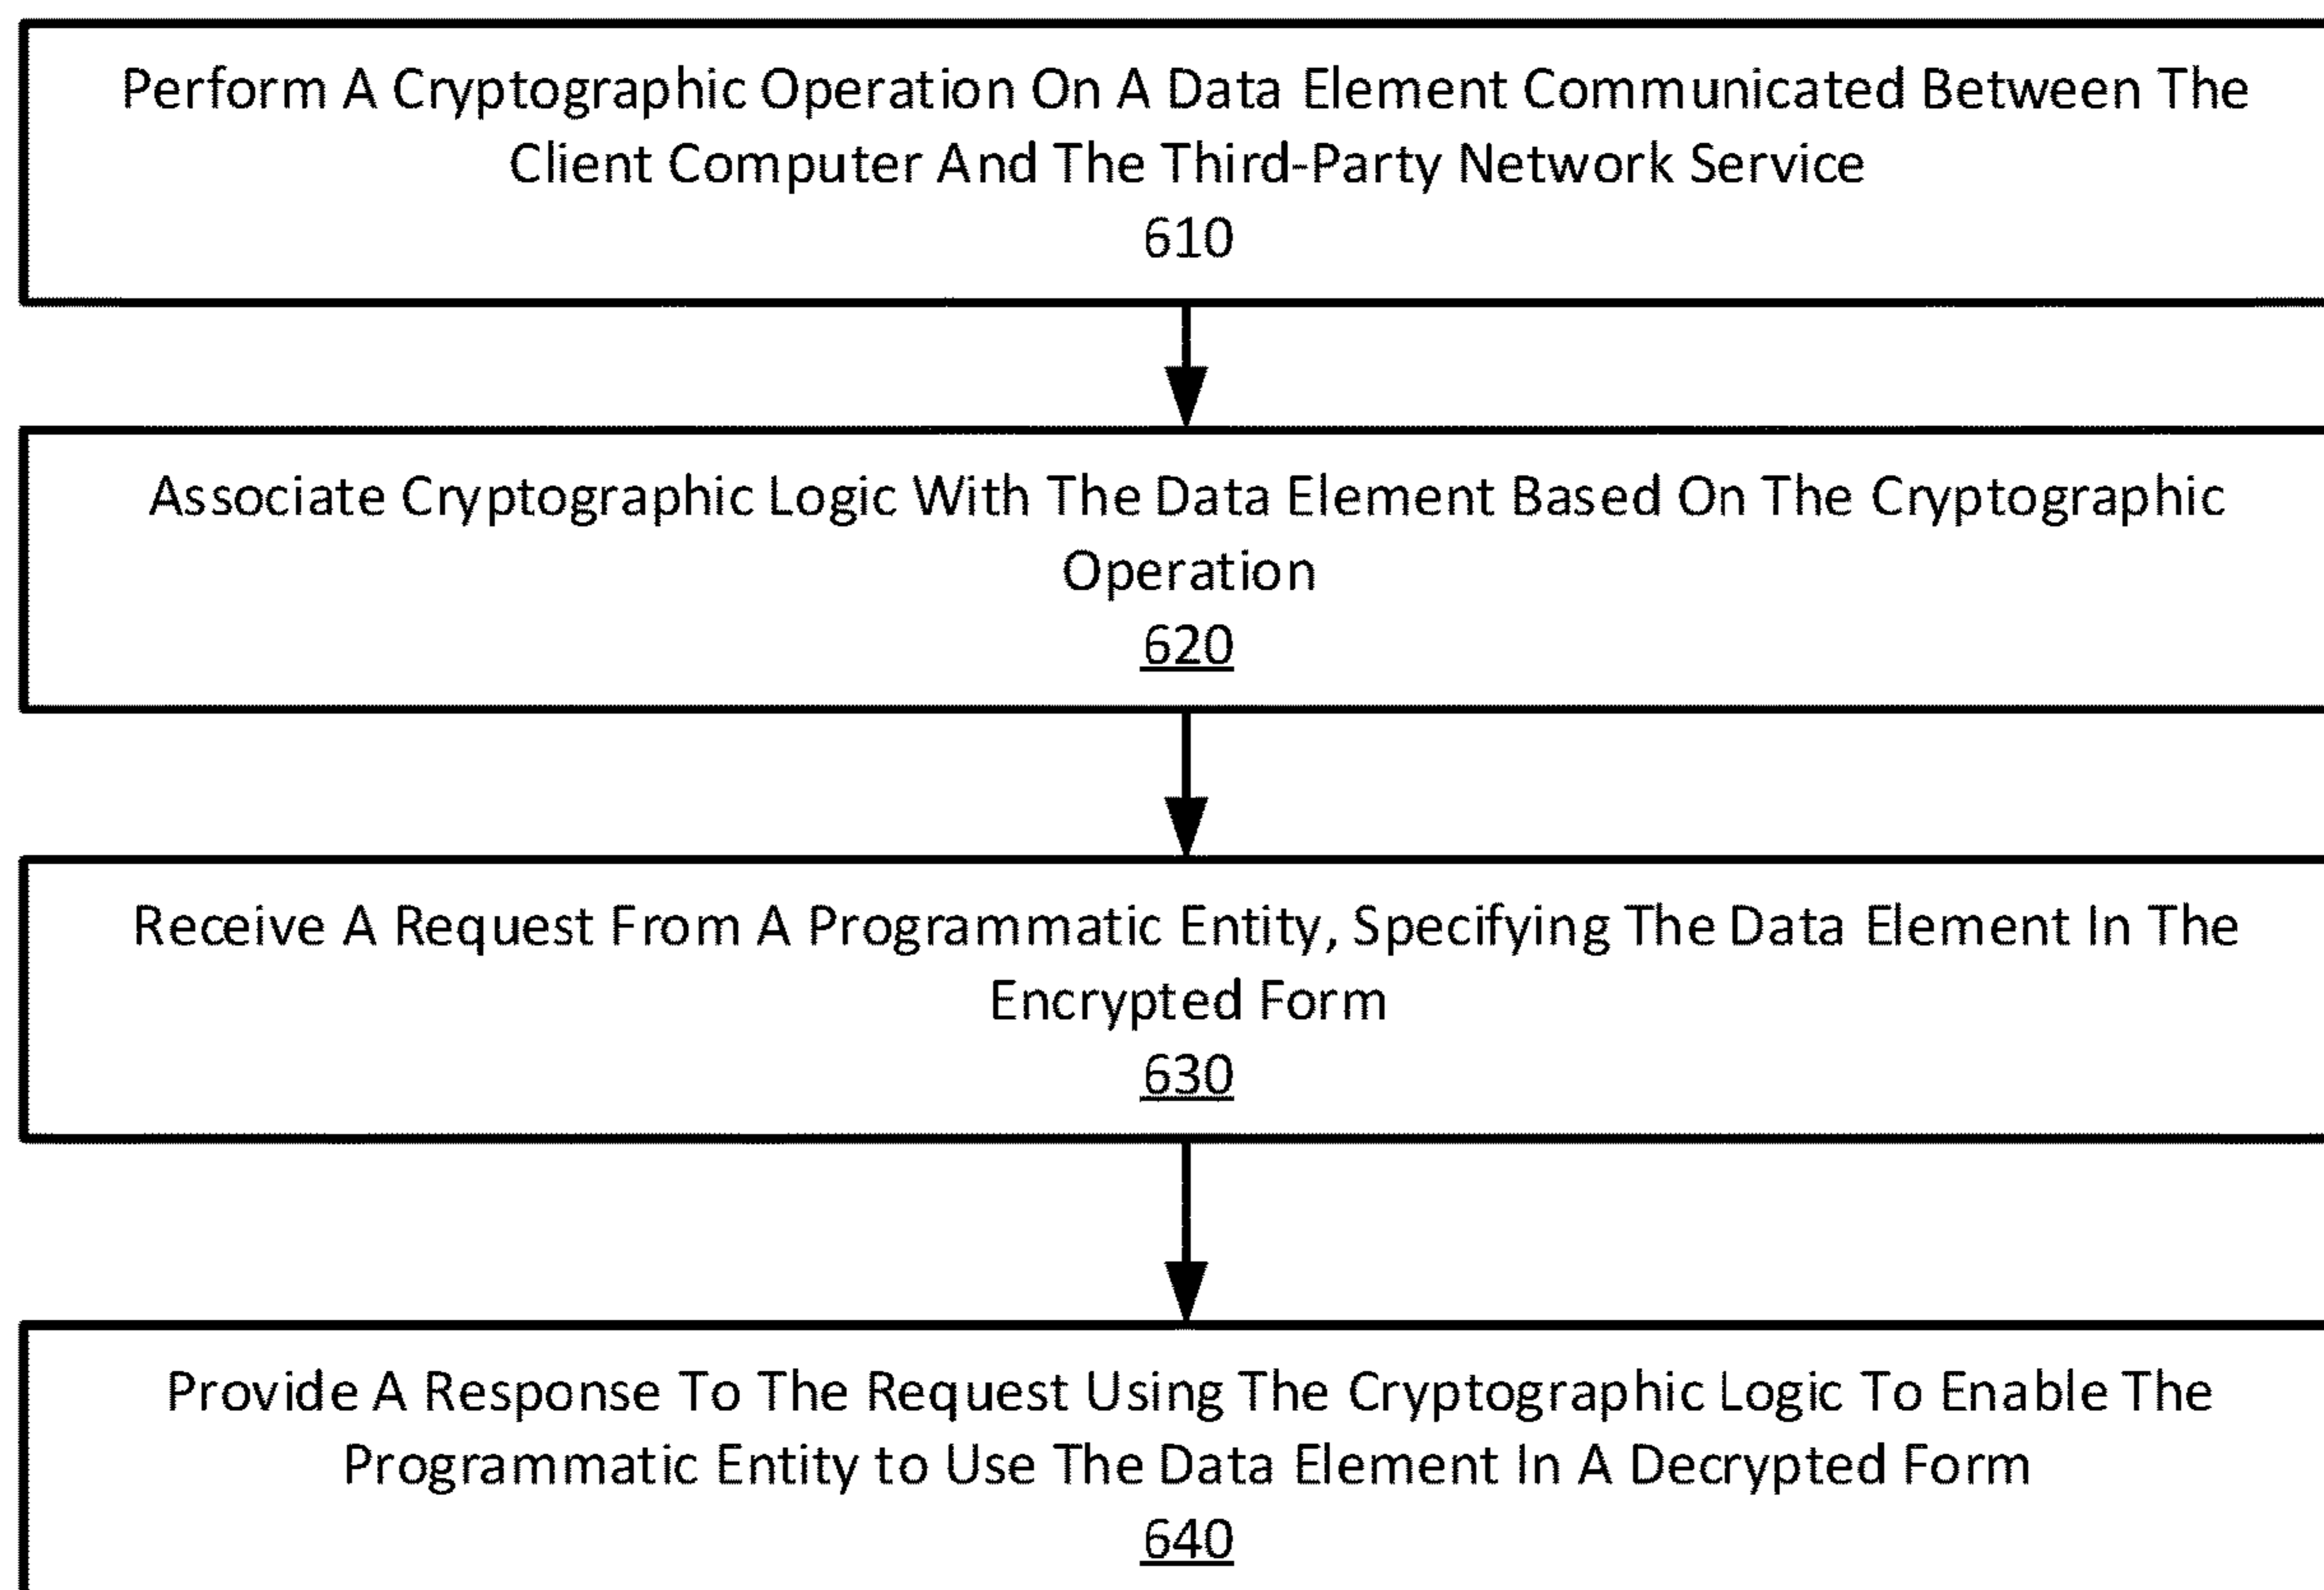 Perform A Cryptographic Operation On A Data Element Communicated Between The
Client Computer And The Third-Party Network Service
610
Associate Cryptographic Logic With The Data Element Based On The Cryptographic
Operation
620
Receive A Request From A Programmatic Entity, Specifying The Data Element In The
Encrypted Form
630
Provide A Response To The Request Using The Cryptographic Logic To Enable The
Programmatic Entity to Use The Data Element In A Decrypted Form
640